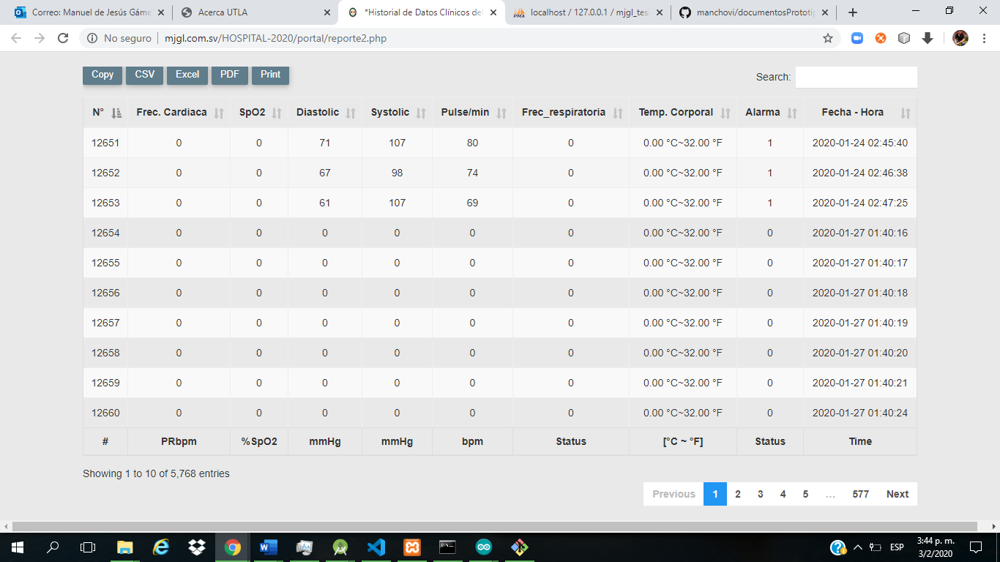 Correo: Manuel de Jesús Gáme
Acerca UTLA
*Historial de Datos Clínicos del
localhost / 127.0.0.1 / mjgl_tes
manchovi/documentosPrototip
No seguro
mjgl.com.sv/HOSPITAL-2020/portal/reporte2.php
Copy CSV Excel PDF Print
Search:
N° Frec. Cardiaca SpO2 Diastolic Systolic Pulse/min Frec_respiratoria Temp. Corporal Alarma Fecha - Hora
12651 0 0 71 107 80 0 0.00 °C~32.00 °F 1 2020-01-24 02:45:40
12652 0 0 67 98 74 0 0.00 °C~32.00 °F 1 2020-01-24 02:46:38
12653 0 0 61 107 69 0 0.00 °C~32.00 °F 1 2020-01-24 02:47:25
12654 0 0 0 0 0 0 0.00 °C~32.00 °F 0 2020-01-27 01:40:16
12655 0 0 0 0 0 0 0.00 °C~32.00 °F 0 2020-01-27 01:40:17
12656 0 0 0 0 0 0 0.00 °C~32.00 °F 0 2020-01-27 01:40:18
12657 0 0 0 0 0 0 0.00 °C~32.00 °F 0 2020-01-27 01:40:19
12658 0 0 0 0 0 0 0.00 °C~32.00 °F 0 2020-01-27 01:40:20
12659 0 0 0 0 0 0 0.00 °C~32.00 °F 0 2020-01-27 01:40:21
12660 0 0 0 0 0 0 0.00 °C~32.00 °F 0 2020-01-27 01:40:24
# PRbpm %SpO2 mmHg mmHg bpm Status [°C ~ °F] Status Time
Showing 1 to 10 of 5,768 entries
Previous 1 2 3 4 5 … 577 Next
ESP
3:44 p. m.
3/2/2020